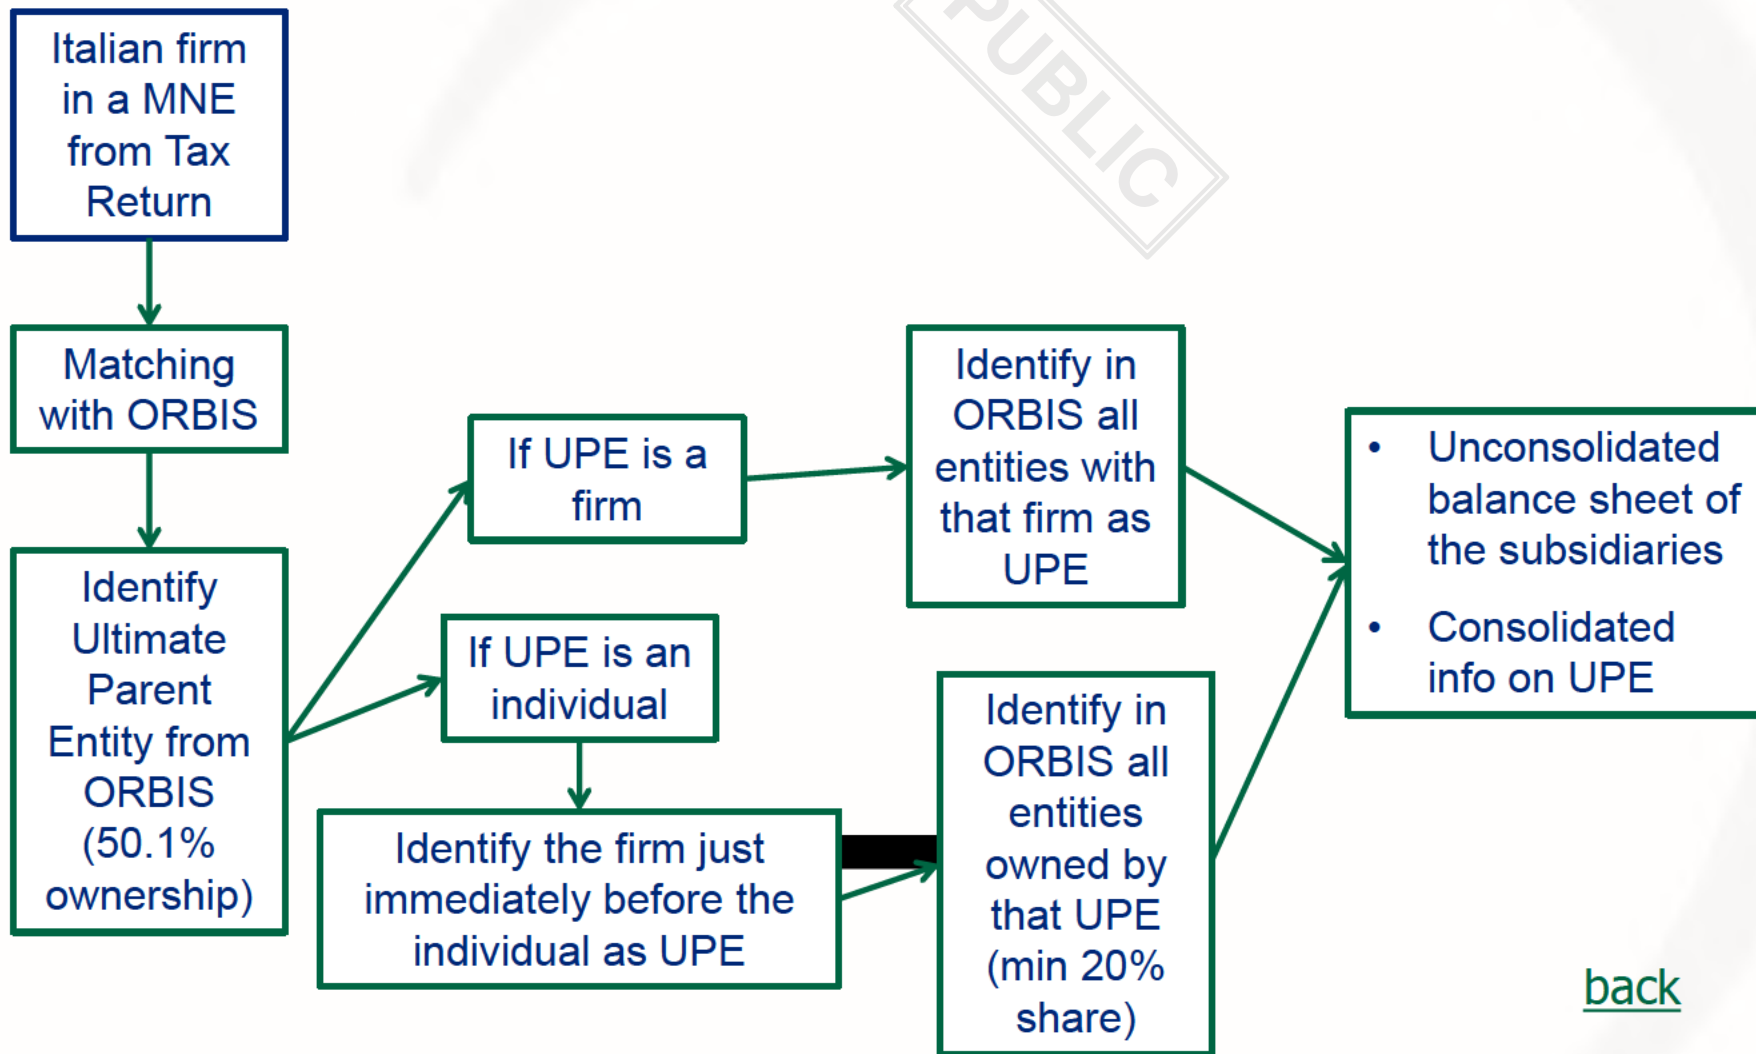 PUBLIC
Italian firm
in a MNE
from Tax
Return
Matching
with ORBIS
Identify
Ultimate
Parent
Entity from
ORBIS
(50.1%
ownership)
If UPE is a
firm
If UPE is an
individual
Identify the firm just
immediately before the
individual as UPE
Identify in
ORBIS all
entities with
that firm as
UPE
Identify in
ORBIS all
entities
owned by
that UPE
(min 20%
share)
• Unconsolidated
balance sheet of
the subsidiaries
• Consolidated
info on UPE
back